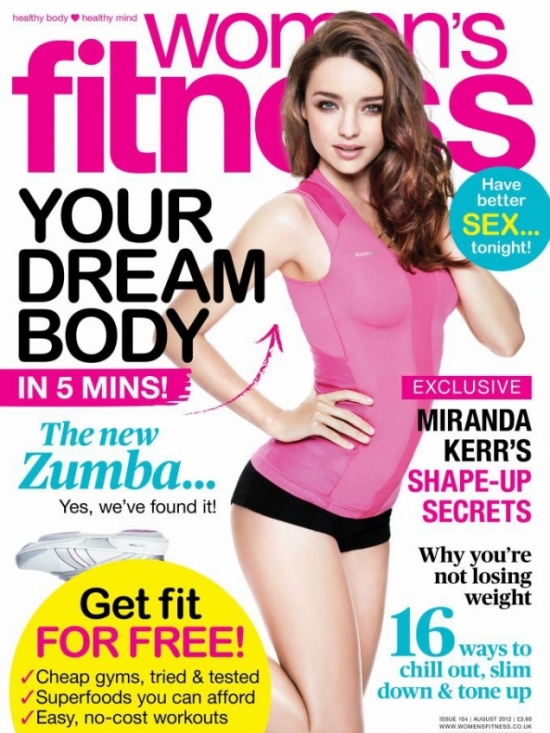 healthy body ♥ healthy mind
women's
fitness
YOUR
DREAM
BODY
IN 5 MINS!
Have
better
SEX...
tonight!
The new
Zumba...
Yes, we've found it!
EXCLUSIVE
MIRANDA
KERR'S
SHAPE-UP
SECRETS
Why you're
not losing
weight
16 ways to
chill out, slim
down & tone up
Get fit
FOR FREE!
✓Cheap gyms, tried & tested
✓Superfoods you can afford
✓Easy, no-cost workouts
ISSUE 104 | AUGUST 2012 | £3.60
WWW.WOMENSFITNESS.CO.UK